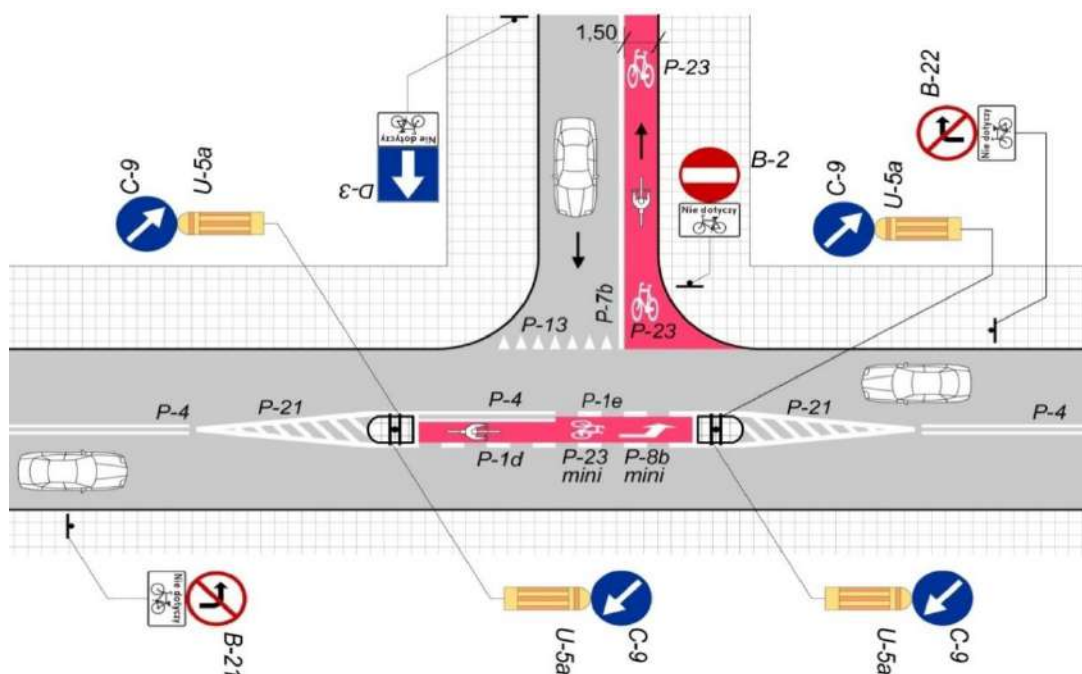 1,50
P-23
B-22
Nie dotyczy
Nie dotyczy
D-3
B-2
Nie dotyczy
C-9
U-5a
C-9
U-5a
P-7b
P-13
P-23
P-4
P-21
P-4
P-1e
P-21
P-4
P-1d
P-23
mini
P-8b
mini
Nie dotyczy
B-21
U-5a
C-9
U-5a
C-9